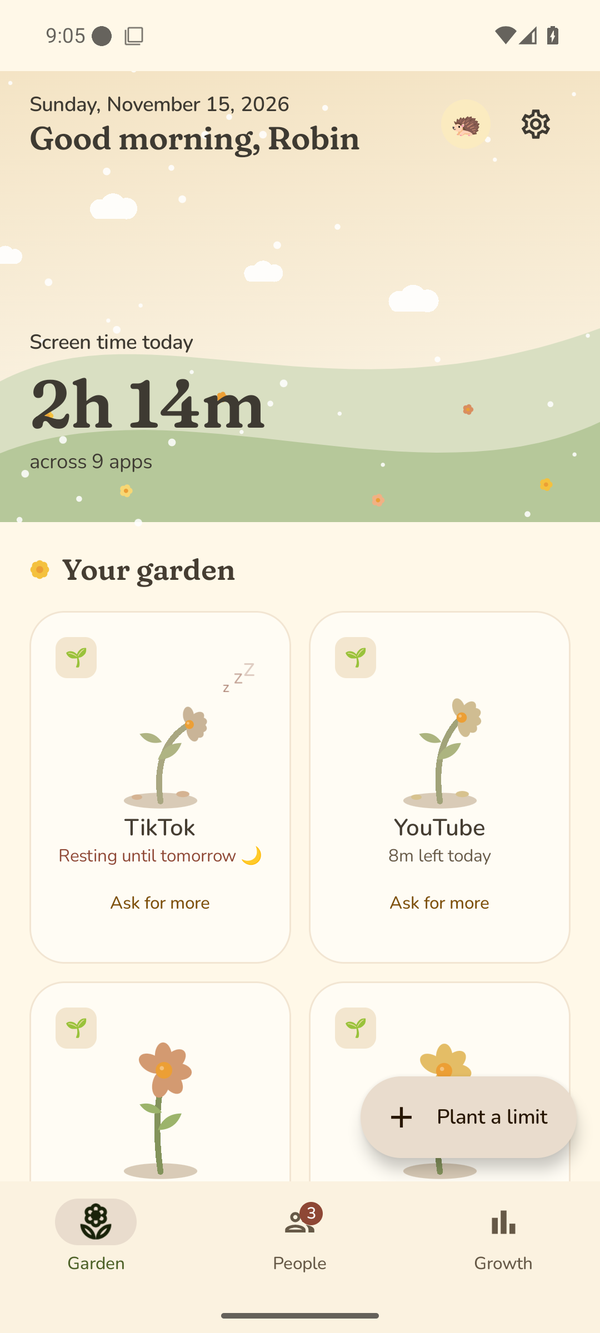 9:05
Sunday, November 15, 2026
Good morning, Robin
Screen time today
2h 14m
across 9 apps
Your garden
z z Z
TikTok
Resting until tomorrow 🌙
Ask for more
YouTube
8m left today
Ask for more
+ Plant a limit
3
Garden
People
Growth